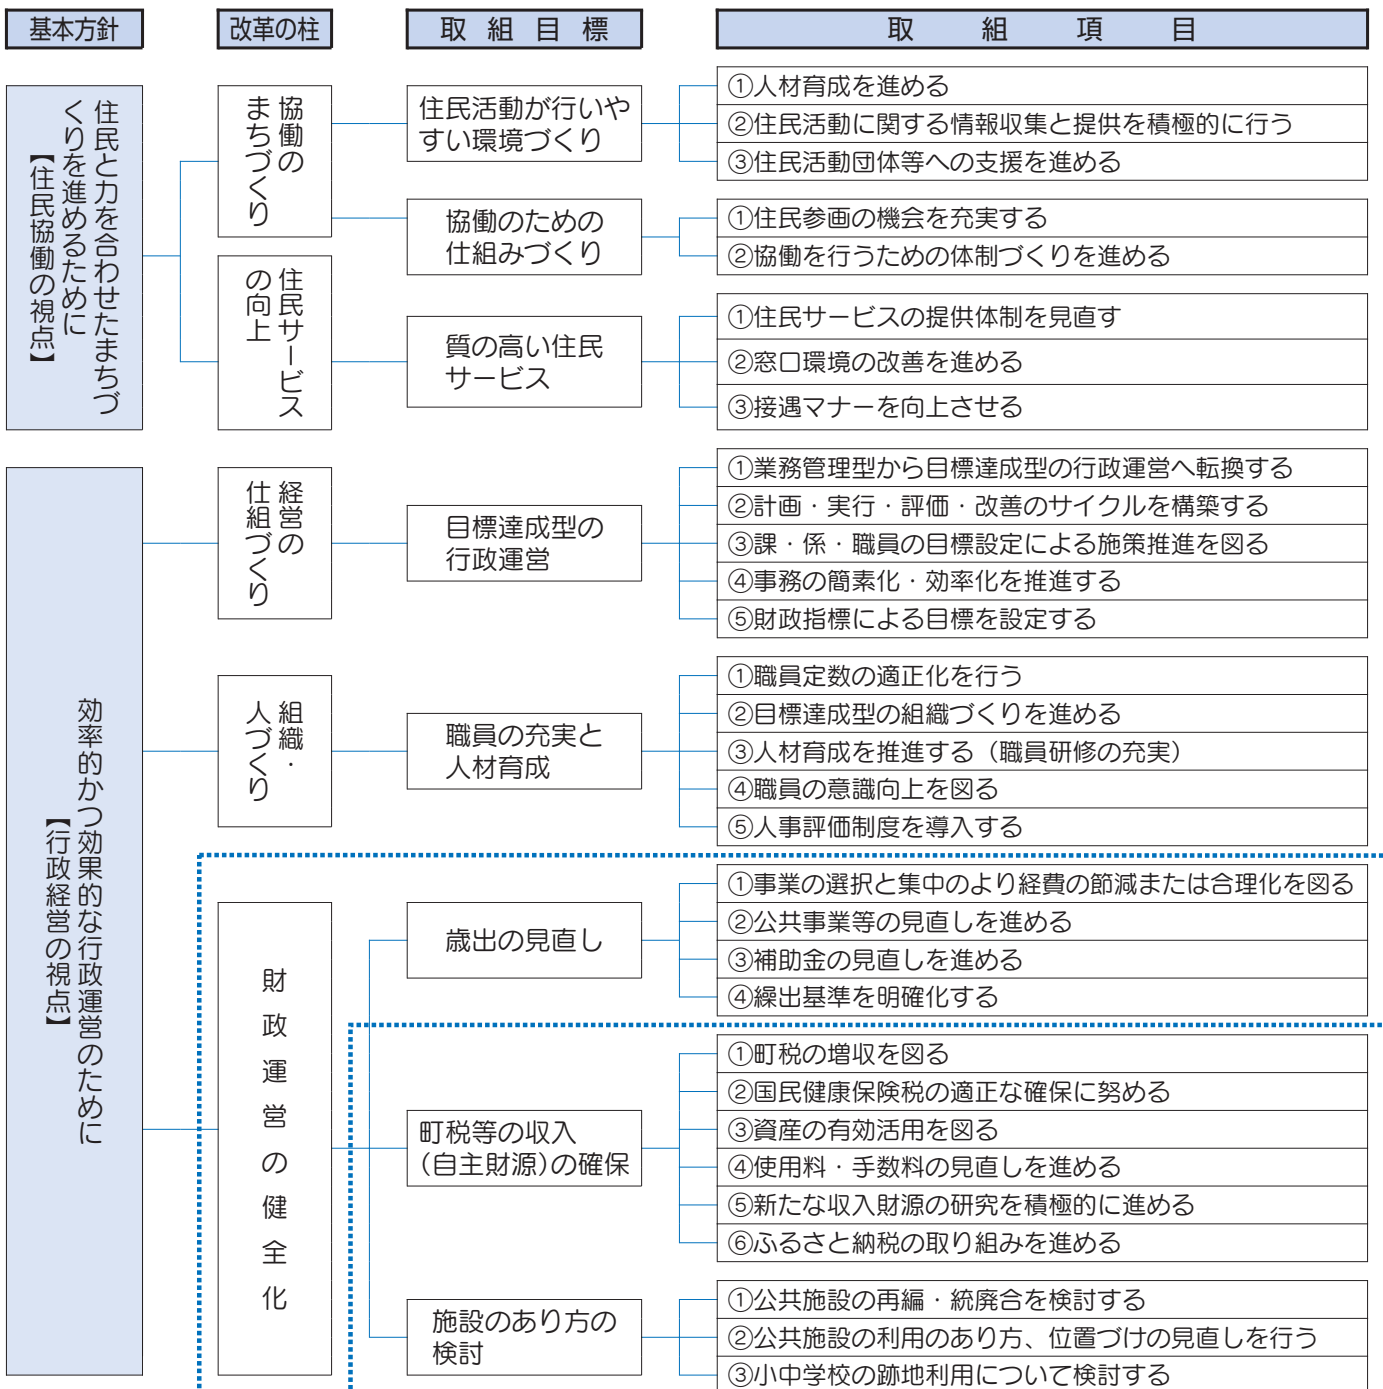 基本方針
改革の柱
取組目標
取組項目
住民と力を合わせたまちづ
くりを進めるために
【住民協働の視点】
協働の
まちづくり
住民活動が行いや
すい環境づくり
①人材育成を進める
②住民活動に関する情報収集と提供を積極的に行う
③住民活動団体等への支援を進める
協働のための
仕組みづくり
①住民参画の機会を充実する
②協働を行うための体制づくりを進める
住民サービス
の向上
質の高い住民
サービス
①住民サービスの提供体制を見直す
②窓口環境の改善を進める
③接遇マナーを向上させる
効率的かつ効果的な行政運営のために
【行政経営の視点】
経営の
仕組づくり
目標達成型の
行政運営
①業務管理型から目標達成型の行政運営へ転換する
②計画・実行・評価・改善のサイクルを構築する
③課・係・職員の目標設定による施策推進を図る
④事務の簡素化・効率化を推進する
⑤財政指標による目標を設定する
組織・
人づくり
職員の充実と
人材育成
①職員定数の適正化を行う
②目標達成型の組織づくりを進める
③人材育成を推進する（職員研修の充実）
④職員の意識向上を図る
⑤人事評価制度を導入する
財政運営の健全化
歳出の見直し
①事業の選択と集中のより経費の節減または合理化を図る
②公共事業等の見直しを進める
③補助金の見直しを進める
④繰出基準を明確化する
町税等の収入
（自主財源）の確保
①町税の増収を図る
②国民健康保険税の適正な確保に努める
③資産の有効活用を図る
④使用料・手数料の見直しを進める
⑤新たな収入財源の研究を積極的に進める
⑥ふるさと納税の取り組みを進める
施設のあり方の
検討
①公共施設の再編・統廃合を検討する
②公共施設の利用のあり方、位置づけの見直しを行う
③小中学校の跡地利用について検討する